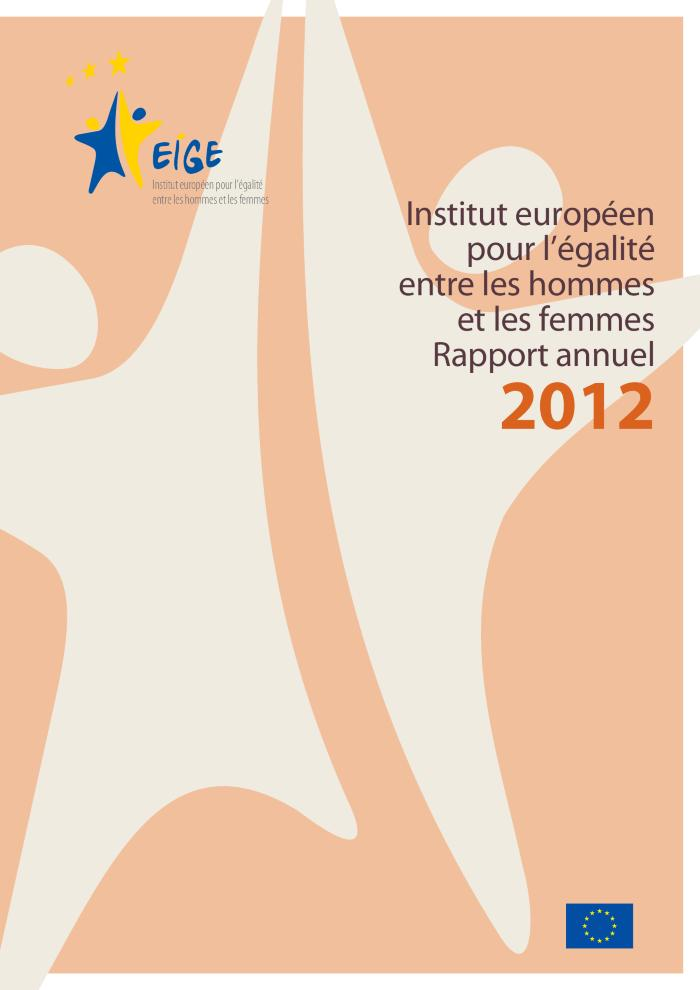 EIGE
Institut européen pour l'égalité
entre les hommes et les femmes
Institut européen
pour l'égalité
entre les hommes
et les femmes
Rapport annuel
2012